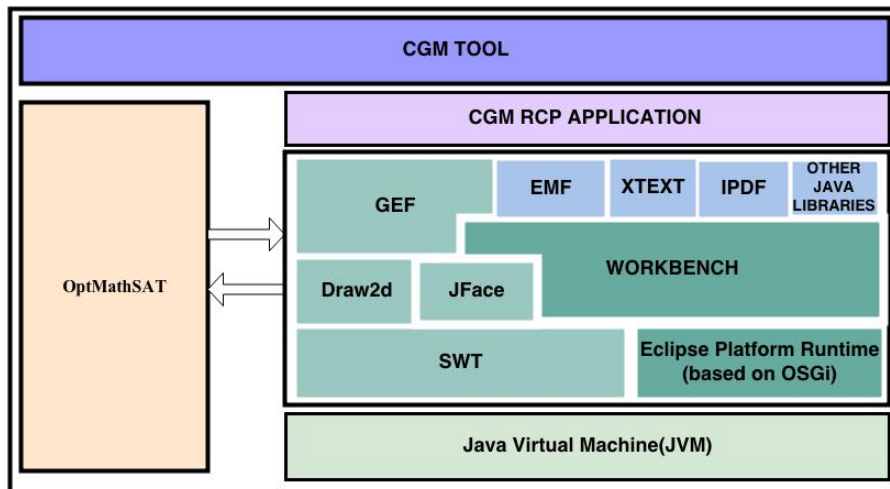 CGM TOOL
CGM RCP APPLICATION
OptMathSAT
GEF
EMF
XTEXT
IPDF
OTHER
JAVA
LIBRARIES
WORKBENCH
Draw2d
JFace
SWT
Eclipse Platform Runtime
(based on OSGi)
Java Virtual Machine(JVM)